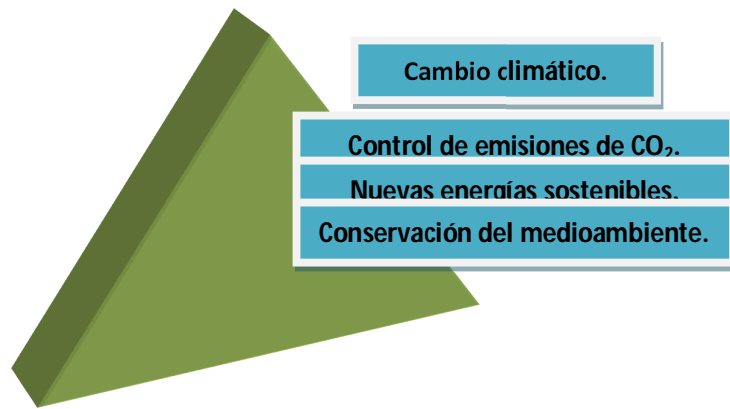 Cambio climático.
Control de emisiones de CO₂.
Nuevas energías sostenibles.
Conservación del medioambiente.